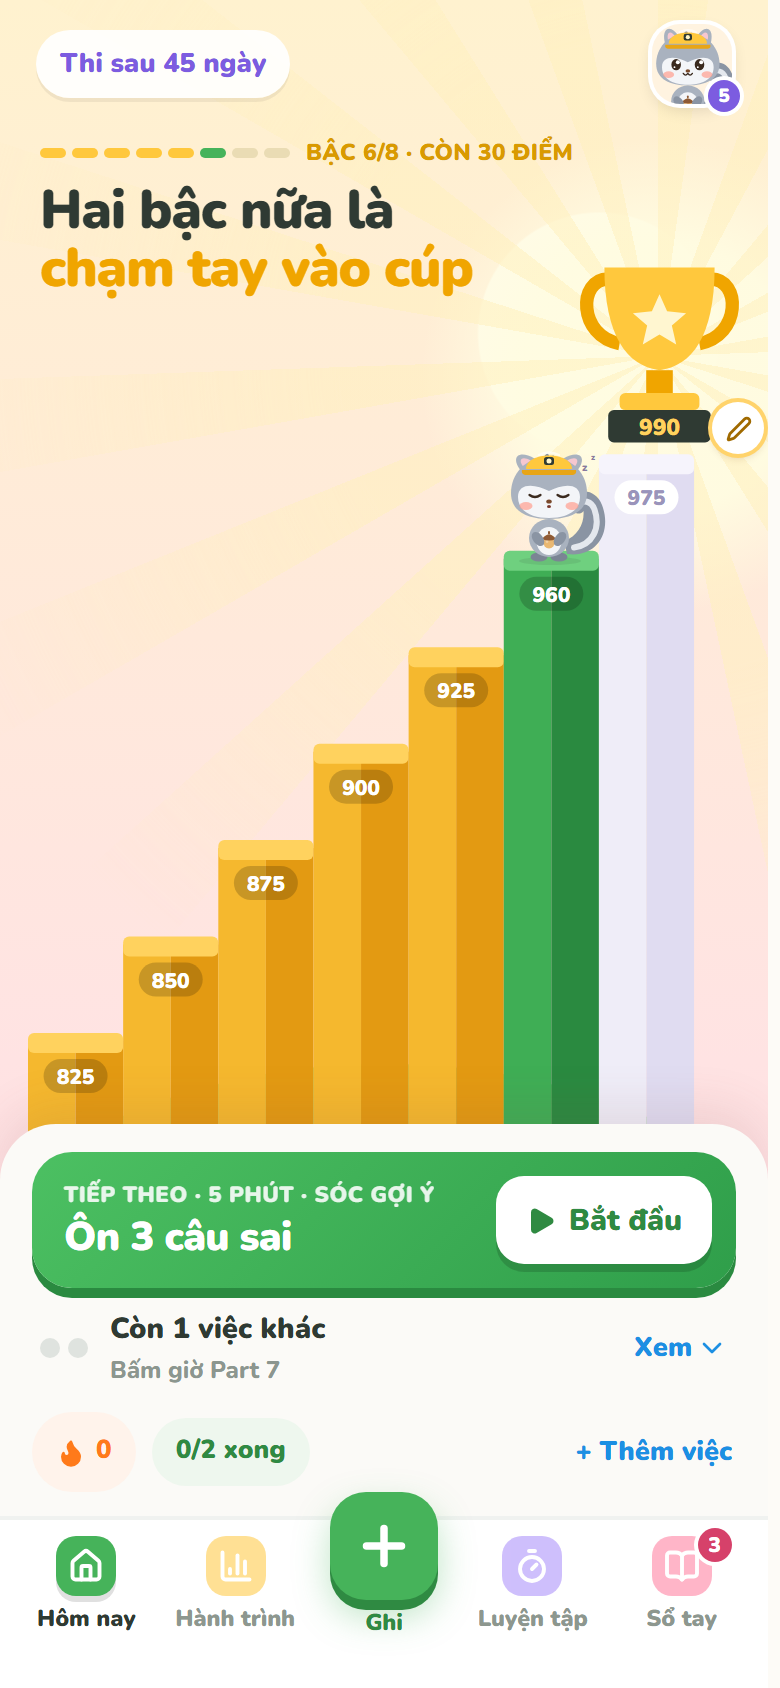 Thi sau 45 ngày
5
BẬC 6/8 · CÒN 30 ĐIỂM
Hai bậc nữa là
chạm tay vào cúp
990
z
z
975
960
925
900
875
850
825
TIẾP THEO · 5 PHÚT · SÓC GỢI Ý
Ôn 3 câu sai
Bắt đầu
Còn 1 việc khác
Bấm giờ Part 7
Xem
0
0/2 xong
+ Thêm việc
3
Hôm nay
Hành trình
Ghi
Luyện tập
Sổ tay